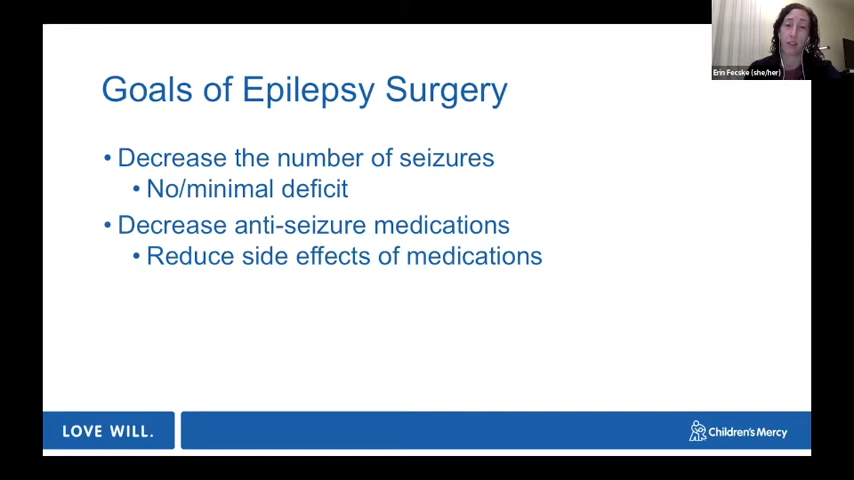 Erin Fecske (she/her)
Goals of Epilepsy Surgery
• Decrease the number of seizures
• No/minimal deficit
• Decrease anti-seizure medications
• Reduce side effects of medications
LOVE WILL.
Children's Mercy